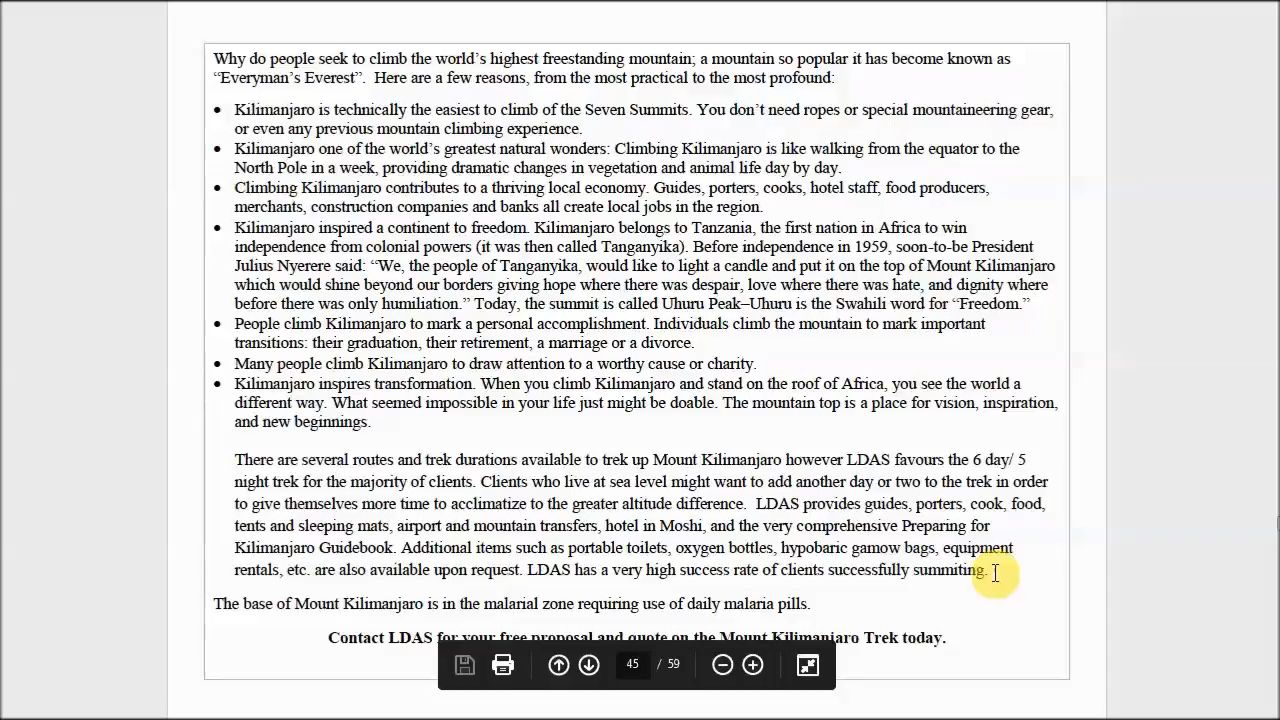 Why do people seek to climb the world’s highest freestanding mountain; a mountain so popular it has become known as
“Everyman’s Everest”.  Here are a few reasons, from the most practical to the most profound:
• Kilimanjaro is technically the easiest to climb of the Seven Summits. You don’t need ropes or special mountaineering gear,
or even any previous mountain climbing experience.
• Kilimanjaro one of the world’s greatest natural wonders: Climbing Kilimanjaro is like walking from the equator to the
North Pole in a week, providing dramatic changes in vegetation and animal life day by day.
• Climbing Kilimanjaro contributes to a thriving local economy. Guides, porters, cooks, hotel staff, food producers,
merchants, construction companies and banks all create local jobs in the region.
• Kilimanjaro inspired a continent to freedom. Kilimanjaro belongs to Tanzania, the first nation in Africa to win
independence from colonial powers (it was then called Tanganyika). Before independence in 1959, soon-to-be President
Julius Nyerere said: “We, the people of Tanganyika, would like to light a candle and put it on the top of Mount Kilimanjaro
which would shine beyond our borders giving hope where there was despair, love where there was hate, and dignity where
before there was only humiliation.” Today, the summit is called Uhuru Peak–Uhuru is the Swahili word for “Freedom.”
• People climb Kilimanjaro to mark a personal accomplishment. Individuals climb the mountain to mark important
transitions: their graduation, their retirement, a marriage or a divorce.
• Many people climb Kilimanjaro to draw attention to a worthy cause or charity.
• Kilimanjaro inspires transformation. When you climb Kilimanjaro and stand on the roof of Africa, you see the world a
different way. What seemed impossible in your life just might be doable. The mountain top is a place for vision, inspiration,
and new beginnings.
There are several routes and trek durations available to trek up Mount Kilimanjaro however LDAS favours the 6 day/ 5
night trek for the majority of clients. Clients who live at sea level might want to add another day or two to the trek in order
to give themselves more time to acclimatize to the greater altitude difference.  LDAS provides guides, porters, cook, food,
tents and sleeping mats, airport and mountain transfers, hotel in Moshi, and the very comprehensive Preparing for
Kilimanjaro Guidebook. Additional items such as portable toilets, oxygen bottles, hypobaric gamow bags, equipment
rentals, etc. are also available upon request. LDAS has a very high success rate of clients successfully summiting.
The base of Mount Kilimanjaro is in the malarial zone requiring use of daily malaria pills.
Contact LDAS for your free proposal and quote on the Mount Kilimanjaro Trek today.
45 / 59